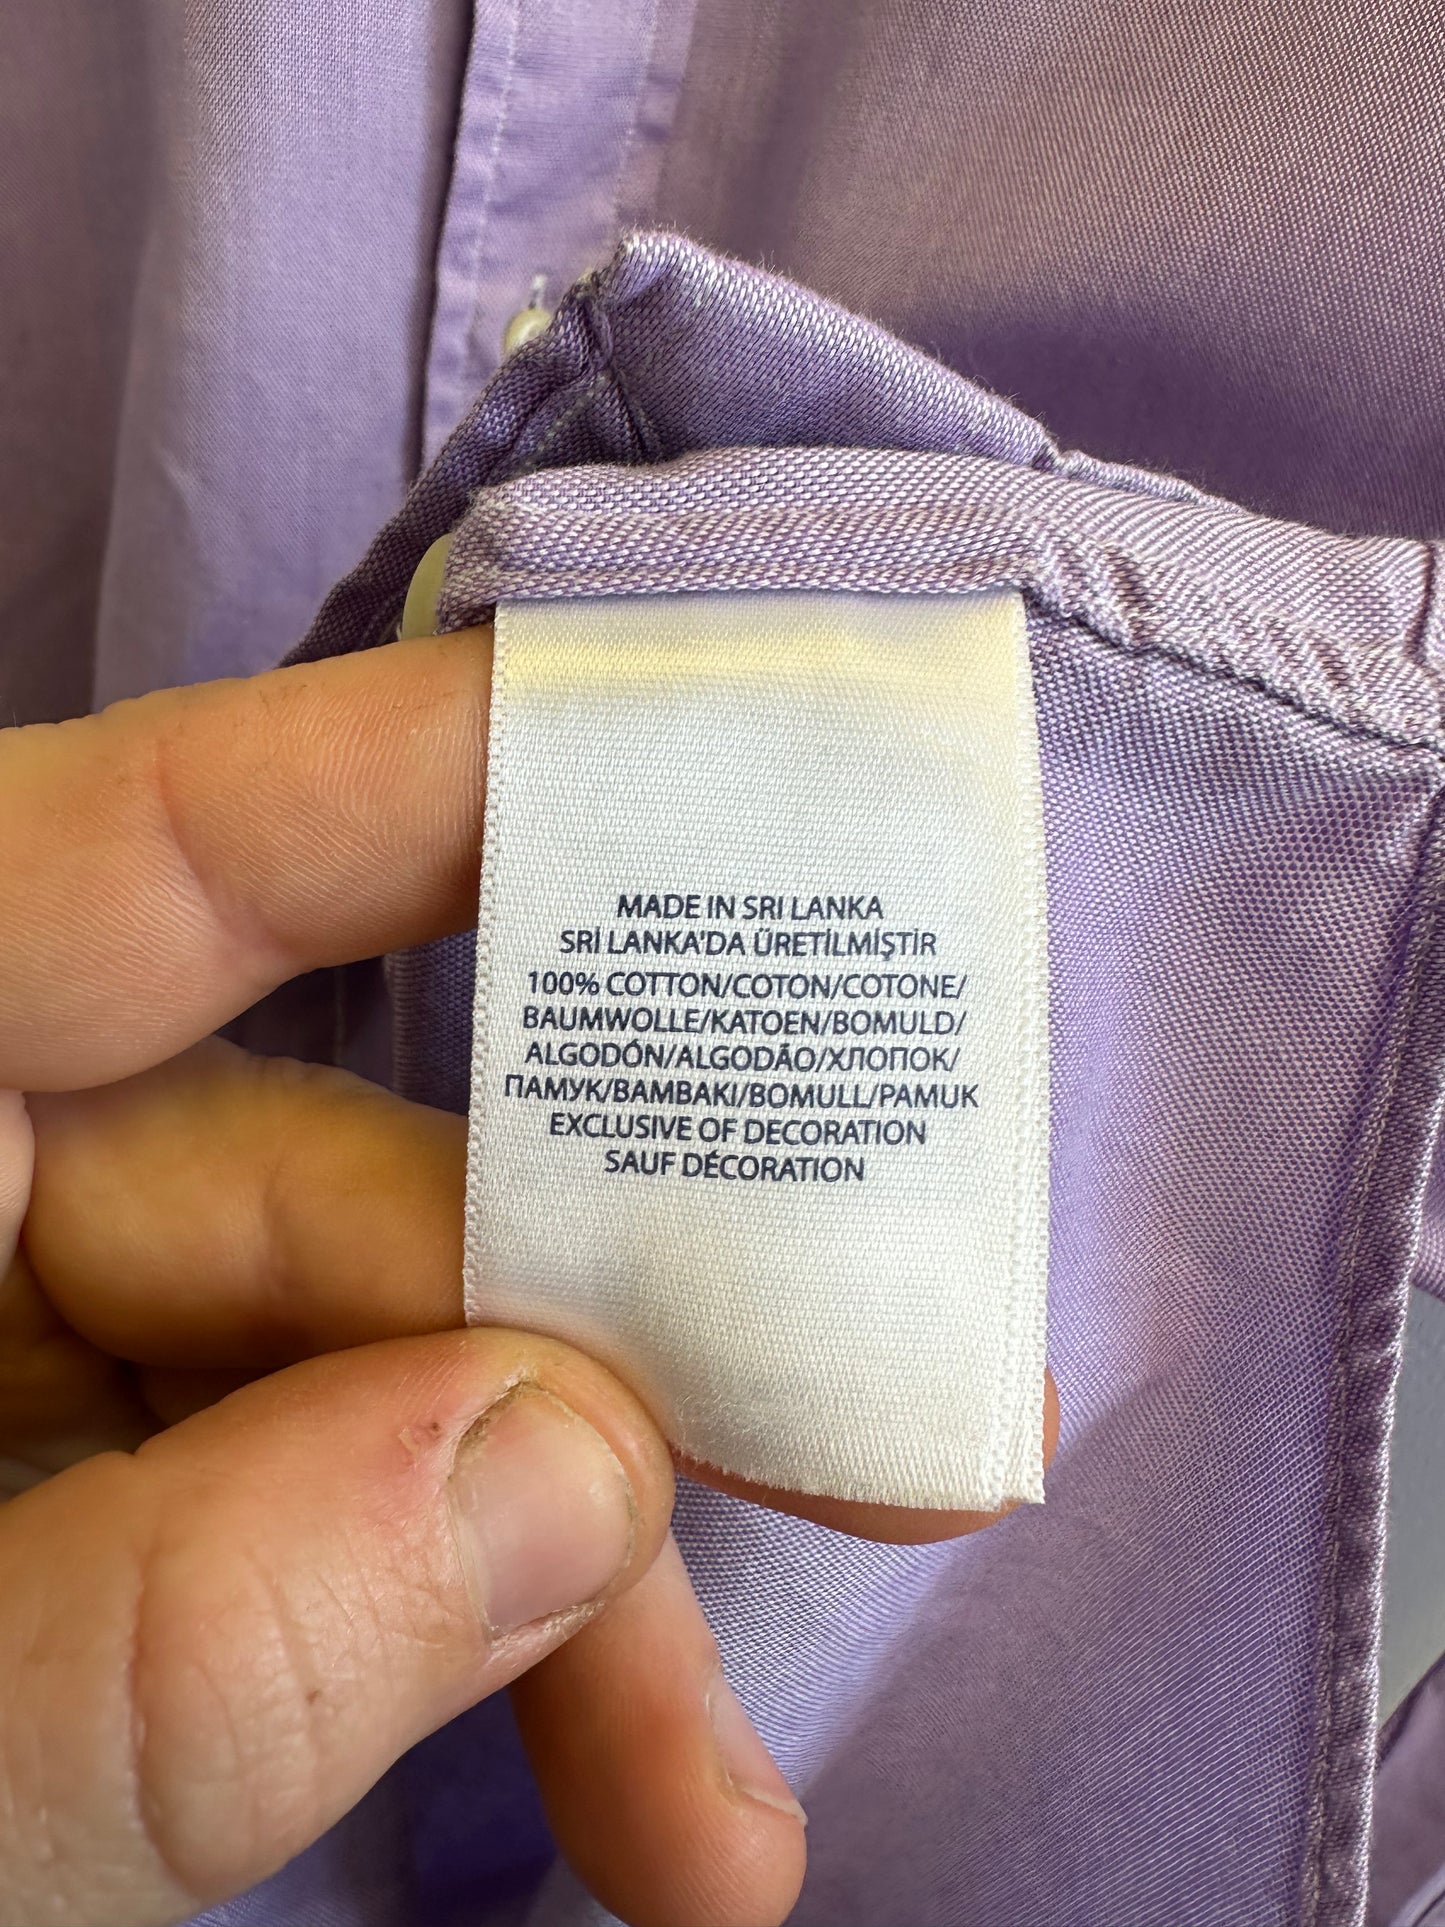 MADE IN SRI LANKA
SRİ LANKA'DA ÜRETİLMİŞTİR
100% COTTON/COTON/COTONE/
BAUMWOLLE/KATOEN/BOMULD/
ALGODÓN/ALGODÃO/ХЛОПОК/
ПАМУК/BAMBAKI/BOMULL/PAMUK
EXCLUSIVE OF DECORATION
SAUF DÉCORATION